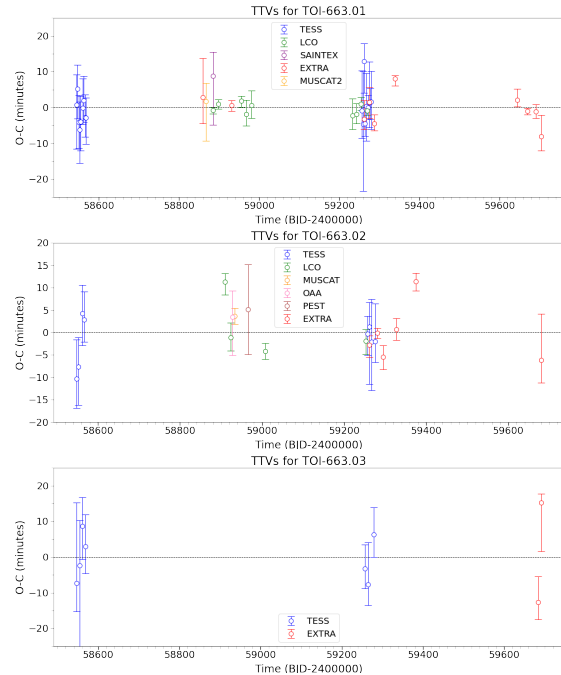 TTVs for TOI-663.01
O-C (minutes)
20
10
0
−10
−20
TESS
LCO
SAINTEX
EXTRA
MUSCAT2
58600
58800
59000
59200
59400
59600
Time (BJD-2400000)
TTVs for TOI-663.02
O-C (minutes)
20
15
10
5
0
−5
−10
−15
−20
TESS
LCO
MUSCAT
OAA
PEST
EXTRA
58600
58800
59000
59200
59400
59600
Time (BJD-2400000)
TTVs for TOI-663.03
O-C (minutes)
20
10
0
−10
−20
TESS
EXTRA
58600
58800
59000
59200
59400
59600
Time (BJD-2400000)